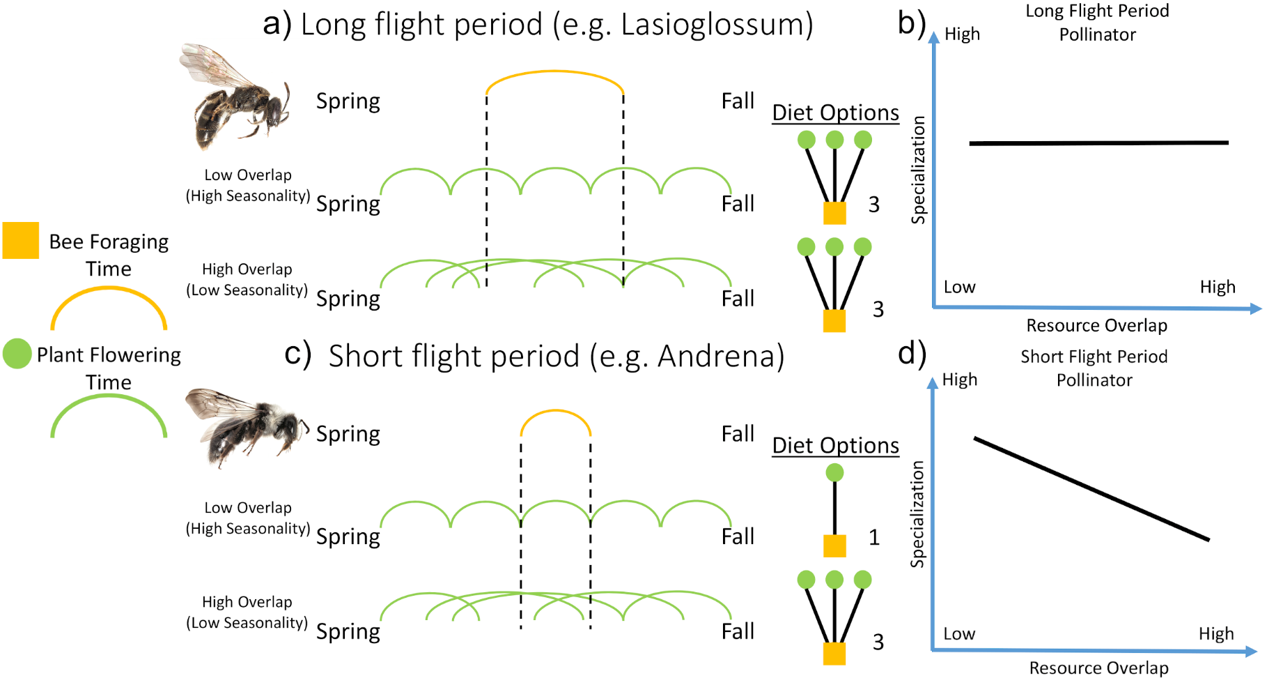 a) Long flight period (e.g. Lasioglossum)
Spring
Fall
Diet Options
Low Overlap
(High Seasonality)
Spring
Fall
3
High Overlap
(Low Seasonality)
Spring
Fall
3
b)
Long Flight Period
Pollinator
High
Specialization
Low
High
Resource Overlap
Bee Foraging
Time
Plant Flowering
Time
c) Short flight period (e.g. Andrena)
Spring
Fall
Diet Options
Low Overlap
(High Seasonality)
Spring
Fall
1
High Overlap
(Low Seasonality)
Spring
Fall
3
d)
Short Flight Period
Pollinator
High
Specialization
Low
High
Resource Overlap